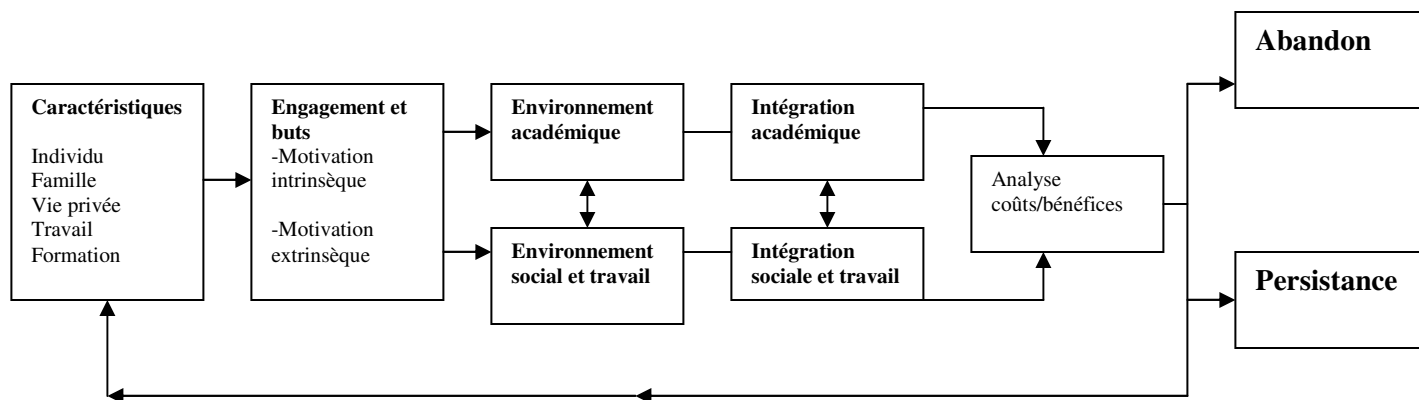 Caractéristiques
Individu
Famille
Vie privée
Travail
Formation
Engagement et
buts
-Motivation
intrinsèque
-Motivation
extrinsèque
Environnement
académique
Environnement
social et travail
Intégration
académique
Intégration
sociale et travail
Analyse
coûts/bénéfices
Abandon
Persistance